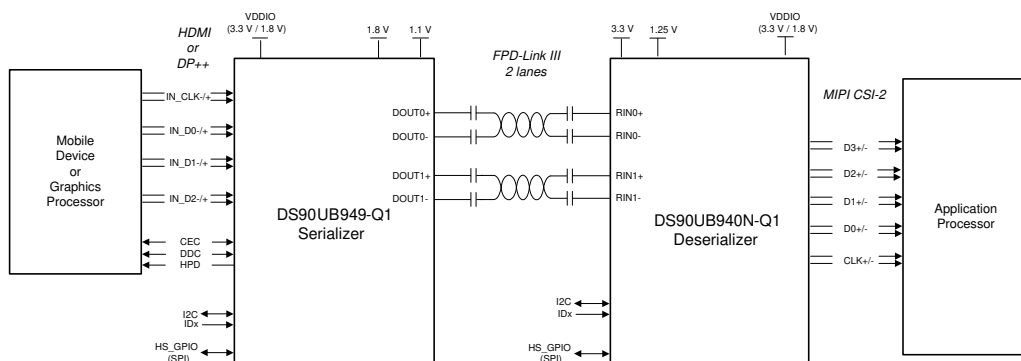 VDDIO
(3.3 V / 1.8 V)
1.8 V
1.1 V
HDMI
or
DP++
FPD-Link III
2 lanes
3.3 V
1.25 V
VDDIO
(3.3 V / 1.8 V)
MIPI CSI-2
Mobile
Device
or
Graphics
Processor
IN_CLK-/+
IN_D0-/+
IN_D1-/+
IN_D2-/+
CEC
DDC
HPD
I2C
IDx
HS_GPIO
(SPI)
DS90UB949-Q1
Serializer
DOUT0+
DOUT0-
DOUT1+
DOUT1-
RIN0+
RIN0-
RIN1+
RIN1-
DS90UB940N-Q1
Deserializer
I2C
IDx
HS_GPIO
(SPI)
D3+/-
D2+/-
D1+/-
D0+/-
CLK+/-
Application
Processor